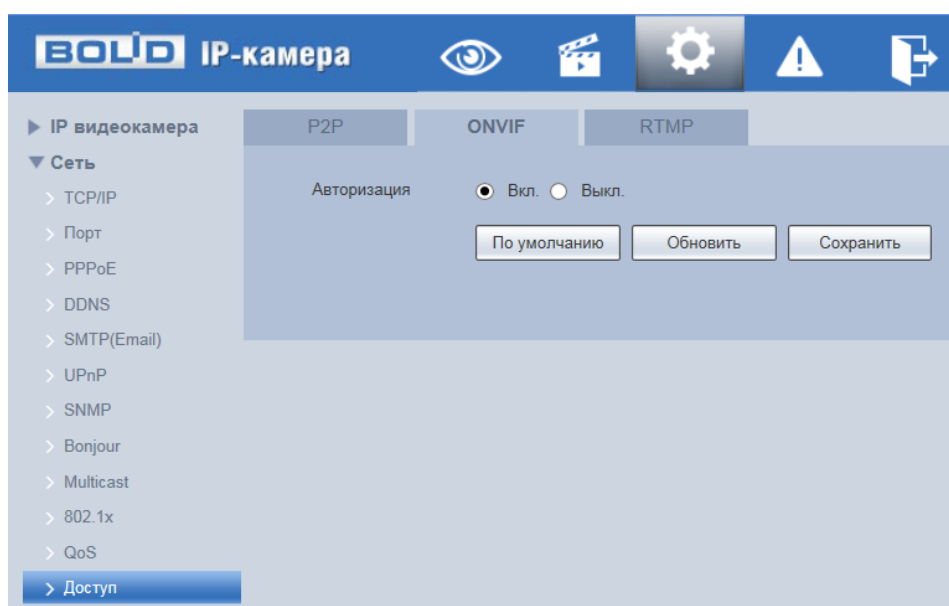 BOLID IP-камера
IP видеокамера
Сеть
TCP/IP
Порт
PPPoE
DDNS
SMTP(Email)
UPnP
SNMP
Bonjour
Multicast
802.1x
QoS
Доступ
P2P ONVIF RTMP
Авторизация Вкл. Выкл.
По умолчанию Обновить Сохранить